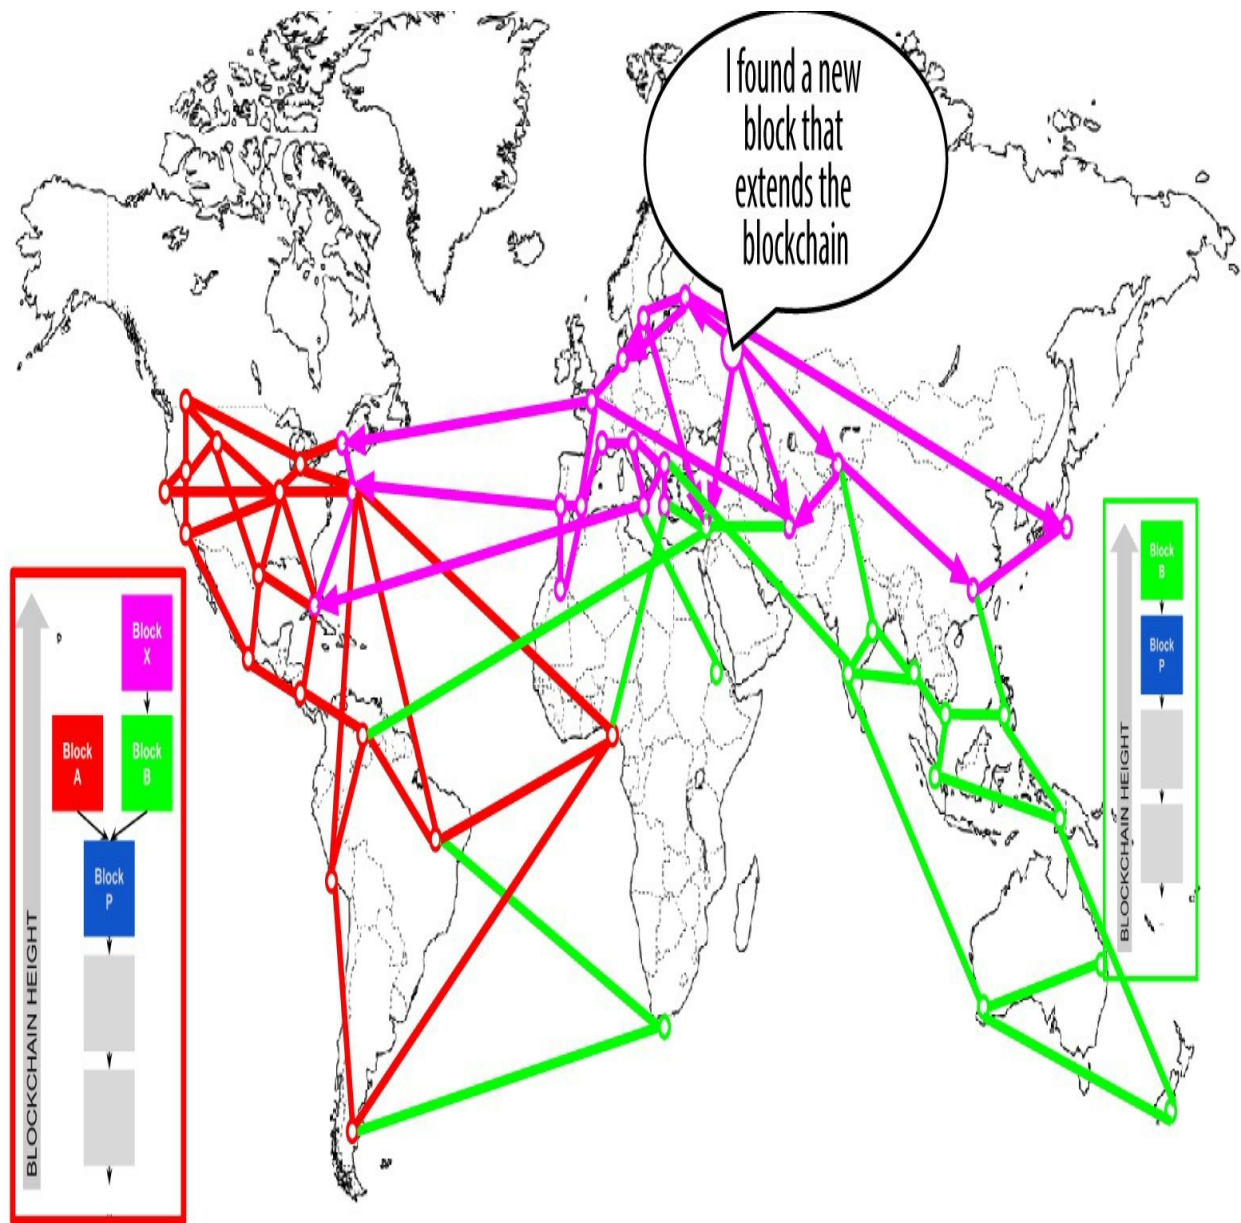 I found a new
block that
extends the
blockchain
BLOCKCHAIN HEIGHT
Block
X
Block
A
Block
B
Block
P
BLOCKCHAIN HEIGHT
Block
B
Block
P